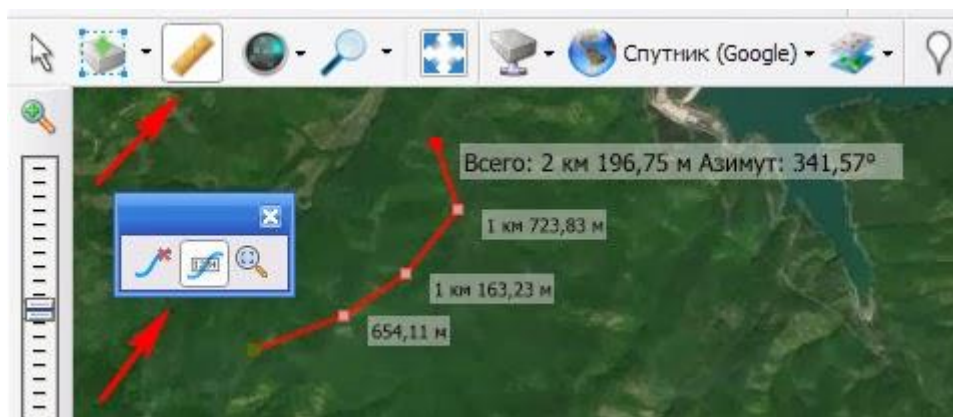 Спутник (Google)
Всего: 2 км 196,75 м Азимут: 341,57°
1 км 723,83 м
1 км 163,23 м
654,11 м